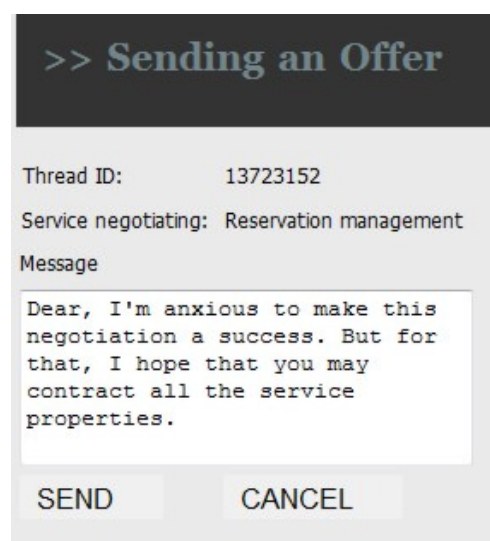 >> Sending an Offer
Thread ID: 13723152
Service negotiating: Reservation management
Message
Dear, I'm anxious to make this
negotiation a success. But for
that, I hope that you may
contract all the service
properties.
SEND CANCEL